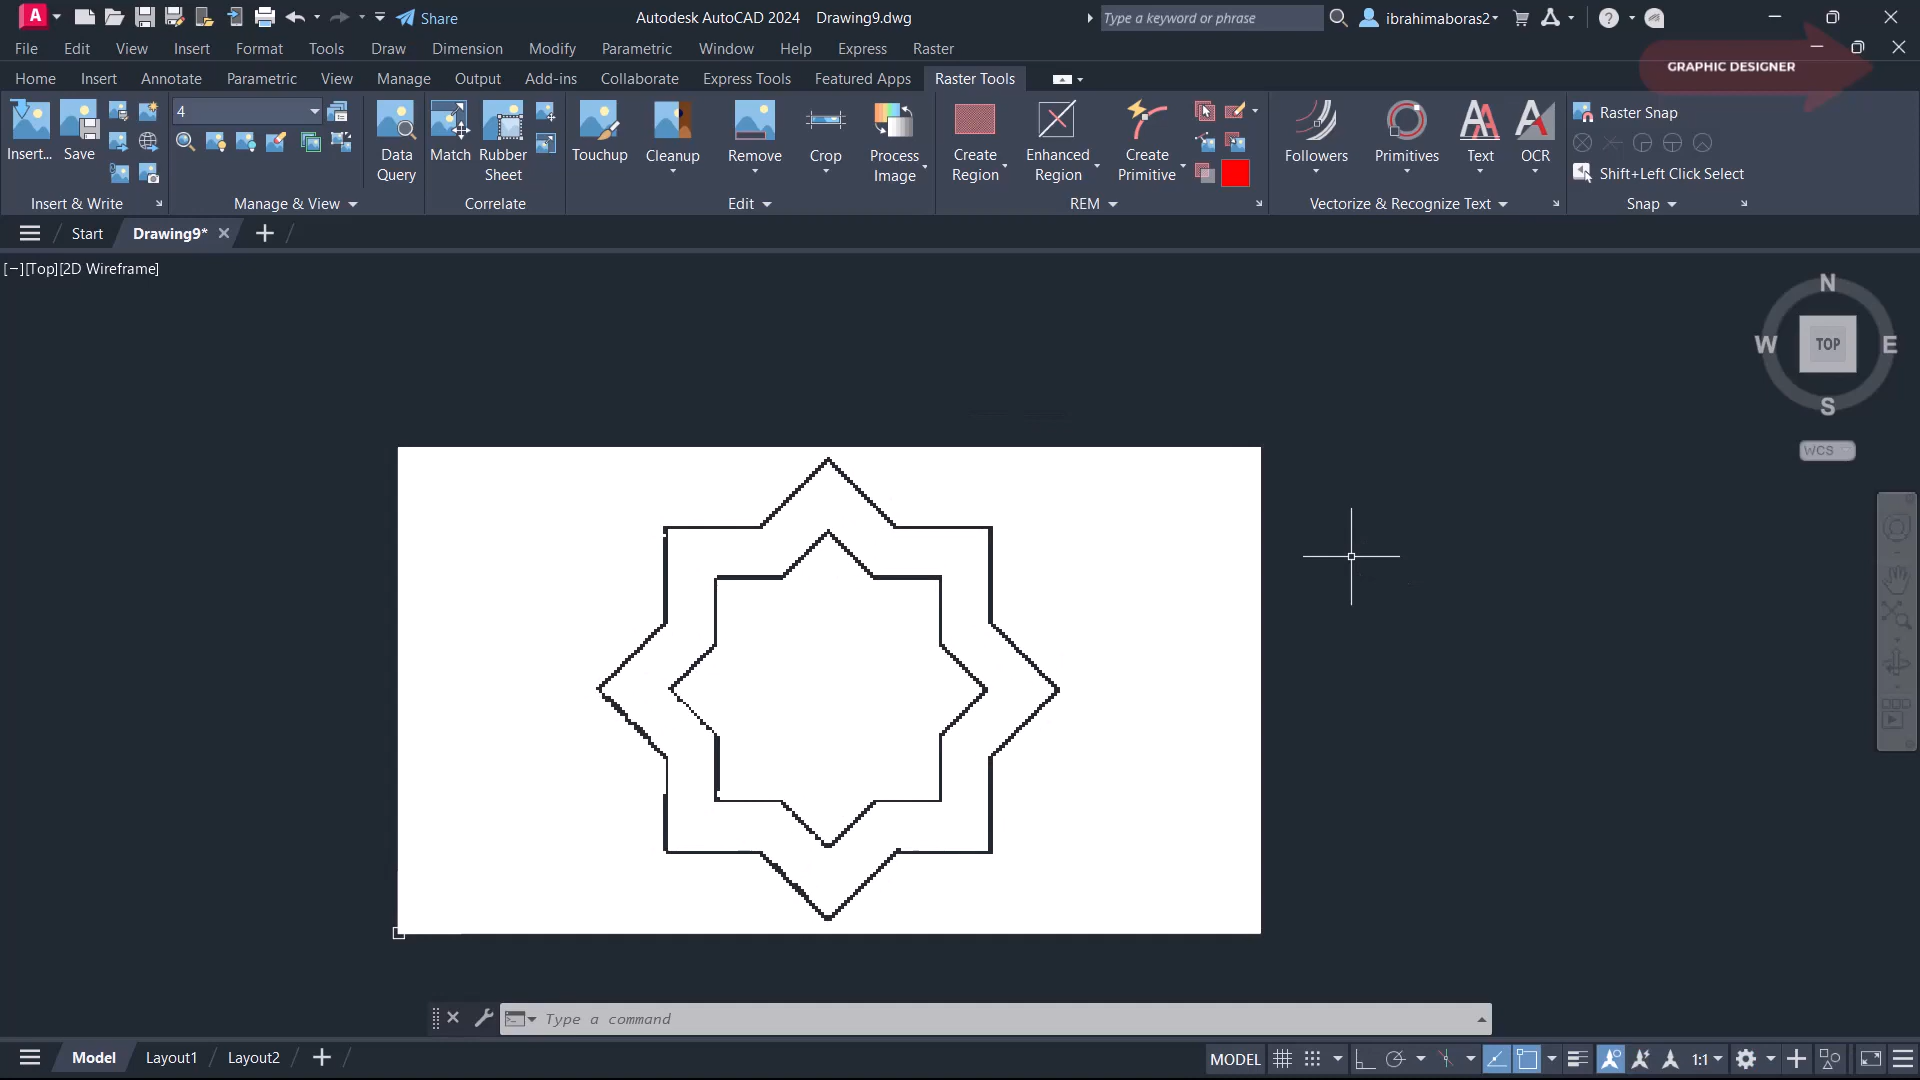 A Share Autodesk AutoCAD 2024 Drawing9.dwg Type a keyword or phrase ibrahimaboras2
File Edit View Insert Format Tools Draw Dimension Modify Parametric Window Help Express Raster
GRAPHIC DESIGNER
Home Insert Annotate Parametric View Manage Output Add-ins Collaborate Express Tools Featured Apps Raster Tools
4
Raster Snap
Insert... Save Data Query Match Rubber Sheet Touchup Cleanup Remove Crop Process Image Create Region Enhanced Region Create Primitive Followers Primitives Text OCR
Shift+Left Click Select
Insert & Write Manage & View Correlate Edit REM Vectorize & Recognize Text Snap
Start Drawing9*
[−][Top][2D Wireframe]
N
W TOP E
S
WCS
Type a command
Model Layout1 Layout2 MODEL 1:1